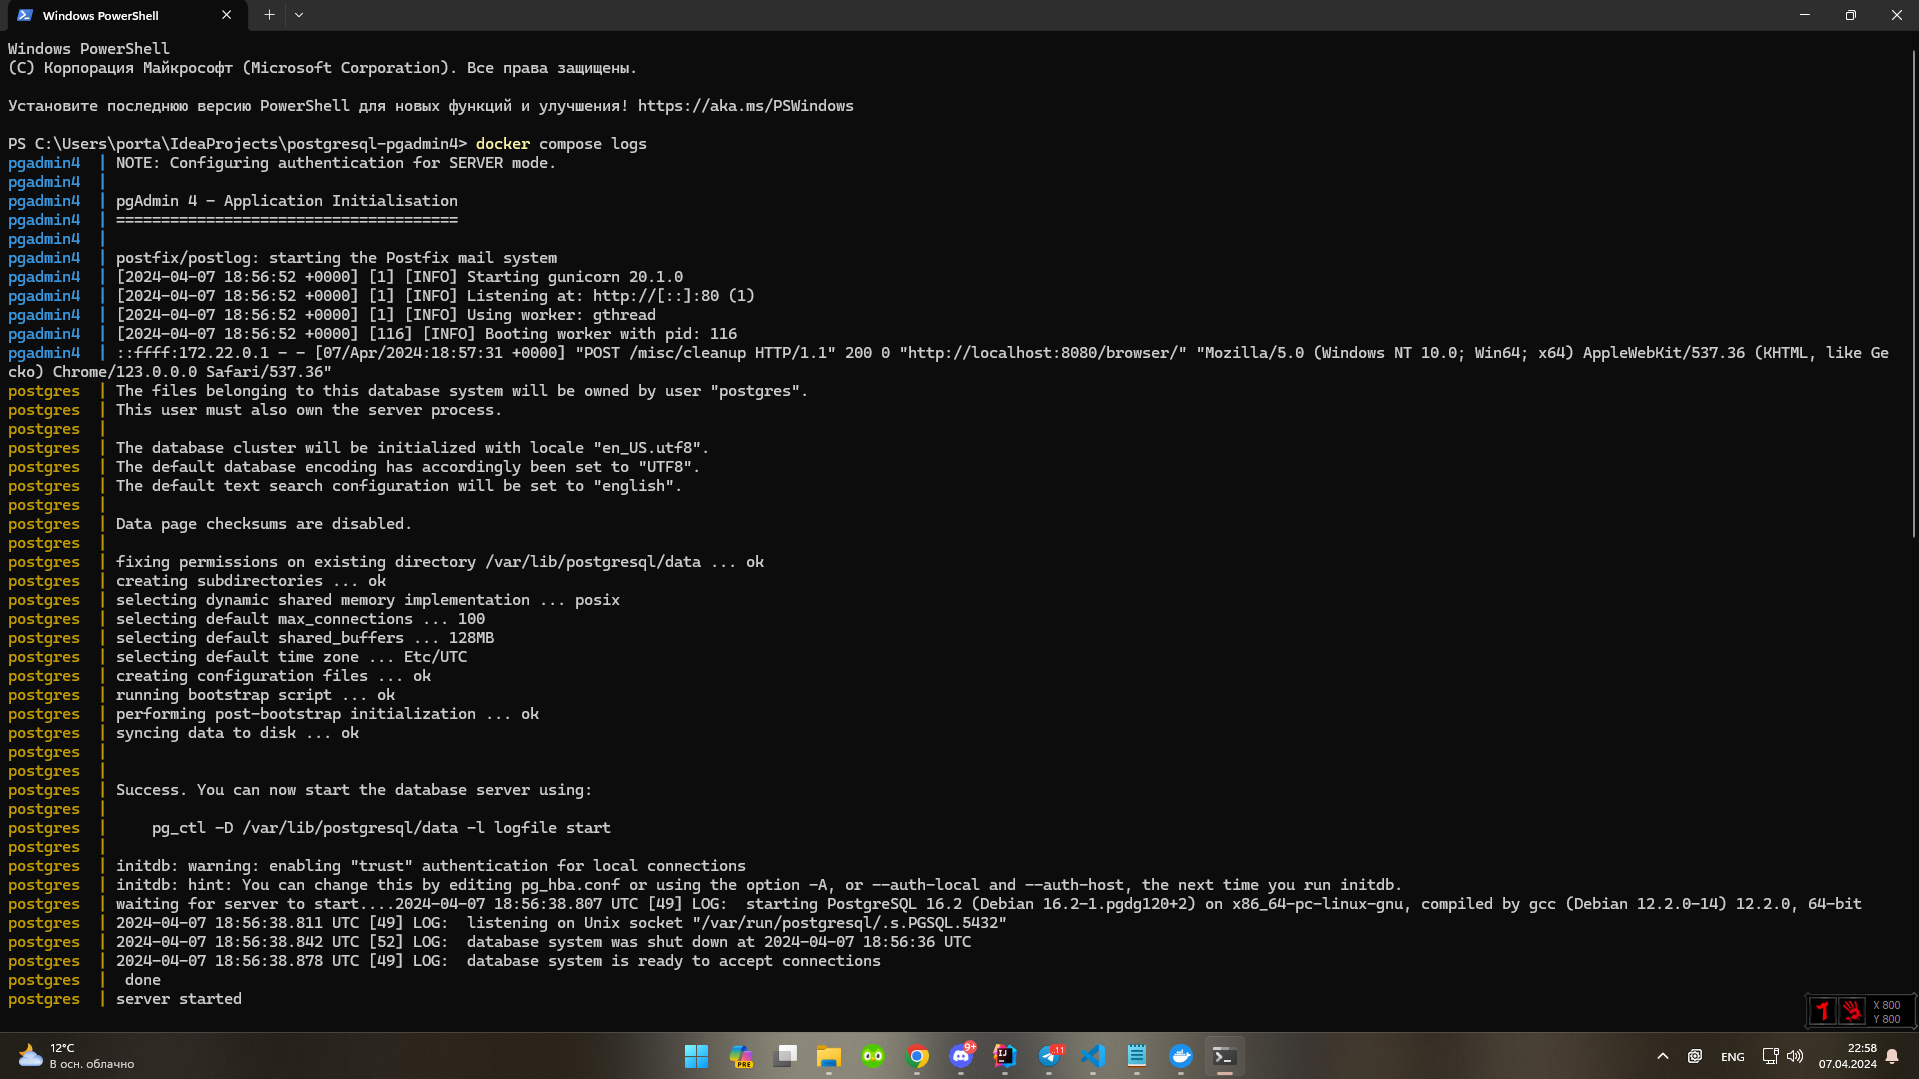 Windows PowerShell
Windows PowerShell
(C) Корпорация Майкрософт (Microsoft Corporation). Все права защищены.
Установите последнюю версию PowerShell для новых функций и улучшения! https://aka.ms/PSWindows
PS C:\Users\porta\IdeaProjects\postgresql-pgadmin4> docker compose logs
pgadmin4  | NOTE: Configuring authentication for SERVER mode.
pgadmin4  |
pgadmin4  | pgAdmin 4 - Application Initialisation
pgadmin4  | ======================================
pgadmin4  |
pgadmin4  | postfix/postlog: starting the Postfix mail system
pgadmin4  | [2024-04-07 18:56:52 +0000] [1] [INFO] Starting gunicorn 20.1.0
pgadmin4  | [2024-04-07 18:56:52 +0000] [1] [INFO] Listening at: http://[::]:80 (1)
pgadmin4  | [2024-04-07 18:56:52 +0000] [1] [INFO] Using worker: gthread
pgadmin4  | [2024-04-07 18:56:52 +0000] [116] [INFO] Booting worker with pid: 116
pgadmin4  | ::ffff:172.22.0.1 - - [07/Apr/2024:18:57:31 +0000] "POST /misc/cleanup HTTP/1.1" 200 0 "http://localhost:8080/browser/" "Mozilla/5.0 (Windows NT 10.0; Win64; x64) AppleWebKit/537.36 (KHTML, like Ge
cko) Chrome/123.0.0.0 Safari/537.36"
postgres  | The files belonging to this database system will be owned by user "postgres".
postgres  | This user must also own the server process.
postgres  |
postgres  | The database cluster will be initialized with locale "en_US.utf8".
postgres  | The default database encoding has accordingly been set to "UTF8".
postgres  | The default text search configuration will be set to "english".
postgres  |
postgres  | Data page checksums are disabled.
postgres  |
postgres  | fixing permissions on existing directory /var/lib/postgresql/data ... ok
postgres  | creating subdirectories ... ok
postgres  | selecting dynamic shared memory implementation ... posix
postgres  | selecting default max_connections ... 100
postgres  | selecting default shared_buffers ... 128MB
postgres  | selecting default time zone ... Etc/UTC
postgres  | creating configuration files ... ok
postgres  | running bootstrap script ... ok
postgres  | performing post-bootstrap initialization ... ok
postgres  | syncing data to disk ... ok
postgres  |
postgres  |
postgres  | Success. You can now start the database server using:
postgres  |
postgres  |     pg_ctl -D /var/lib/postgresql/data -l logfile start
postgres  |
postgres  | initdb: warning: enabling "trust" authentication for local connections
postgres  | initdb: hint: You can change this by editing pg_hba.conf or using the option -A, or --auth-local and --auth-host, the next time you run initdb.
postgres  | waiting for server to start....2024-04-07 18:56:38.807 UTC [49] LOG:  starting PostgreSQL 16.2 (Debian 16.2-1.pgdg120+2) on x86_64-pc-linux-gnu, compiled by gcc (Debian 12.2.0-14) 12.2.0, 64-bit
postgres  | 2024-04-07 18:56:38.811 UTC [49] LOG:  listening on Unix socket "/var/run/postgresql/.s.PGSQL.5432"
postgres  | 2024-04-07 18:56:38.842 UTC [52] LOG:  database system was shut down at 2024-04-07 18:56:36 UTC
postgres  | 2024-04-07 18:56:38.878 UTC [49] LOG:  database system is ready to accept connections
postgres  |  done
postgres  | server started
X 800
Y 800
12°C
В осн. облачно
PRE
9+
IJ
11
ENG
22:58
07.04.2024